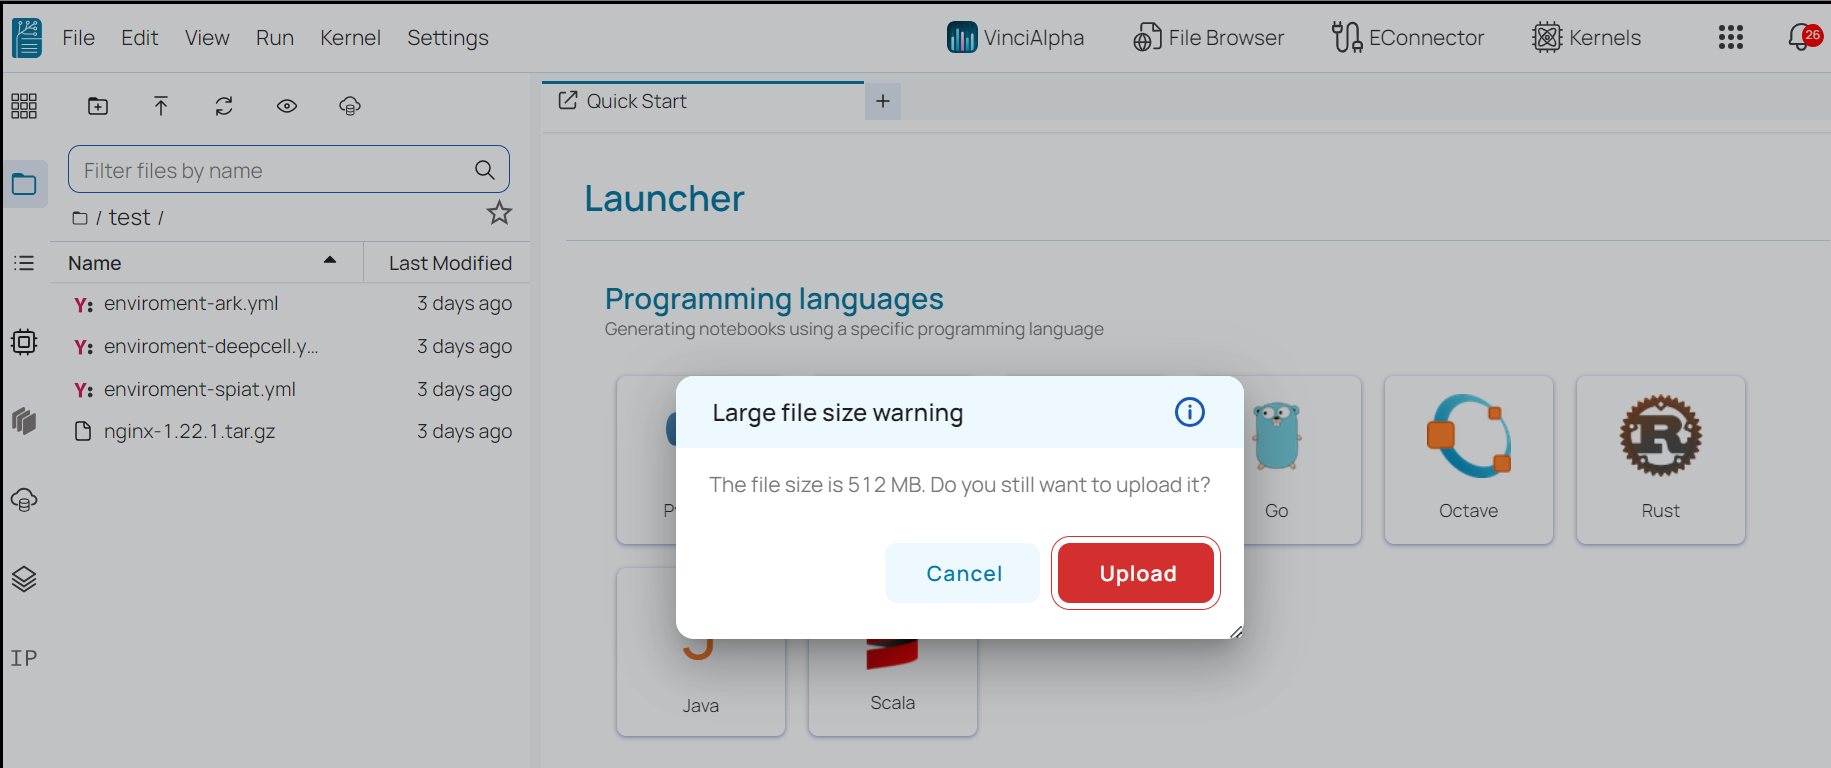 File Edit View Run Kernel Settings VinciAlpha File Browser EConnector Kernels 26
Quick Start +
Filter files by name
/ test /
Name Last Modified
Y: enviroment-ark.yml 3 days ago
Y: enviroment-deepcell.y... 3 days ago
Y: enviroment-spiat.yml 3 days ago
nginx-1.22.1.tar.gz 3 days ago
IP
Launcher
Programming languages
Generating notebooks using a specific programming language
Go
Octave
R
Rust
Java
Scala
Large file size warning
The file size is 512 MB. Do you still want to upload it?
Cancel Upload